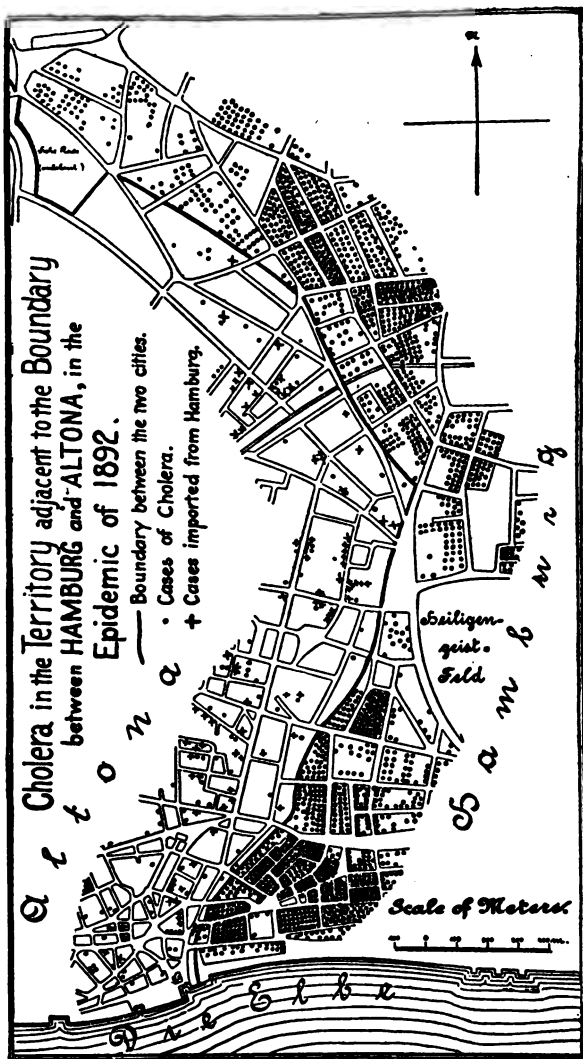 Cholera in the Territory adjacent to the Boundary
between HAMBURG and ALTONA, in the
Epidemic of 1892.
Boundary between the two cities.
· Cases of Cholera.
+ Cases imported from Hamburg.
Altona
Hamburg
Heiligen-
geist-
Feld
Scale of Meters.
Die Elbe
n